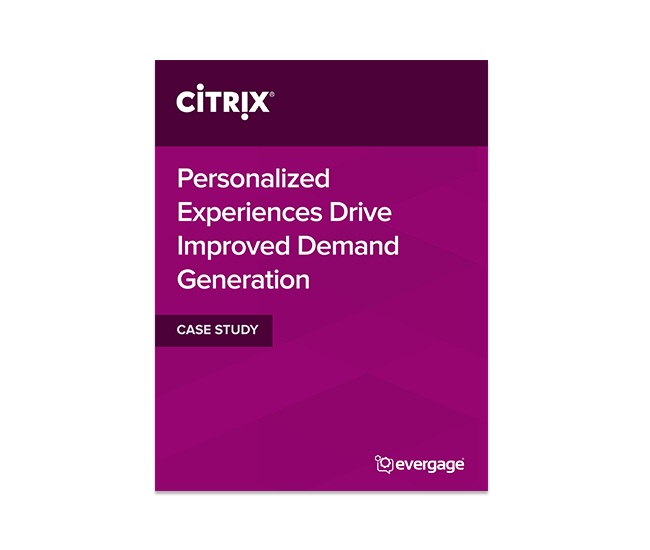 CiTRiX®
Personalized
Experiences Drive
Improved Demand
Generation
CASE STUDY
evergage®